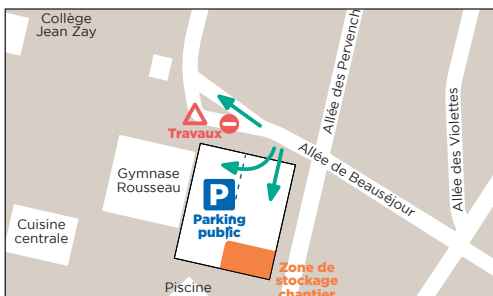 Collège
Jean Zay
Travaux
Allée des Pervench
Allée des Violettes
Allée de Beauséjour
Gymnase
Rousseau
P
Parking
public
Cuisine
centrale
Zone de
stockage
chantier
Piscine